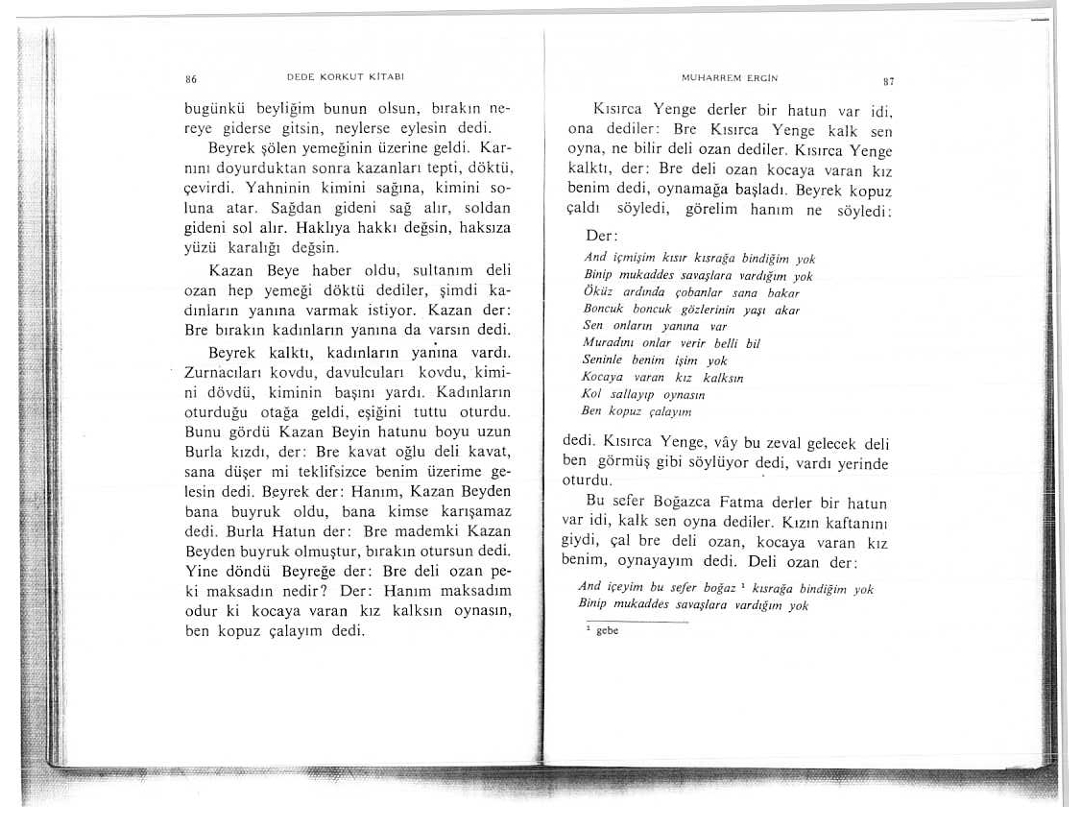 86
DEDE KORKUT KİTABI
bugünkü beyliğim bunun olsun, bırakın ne-
reye giderse gitsin, neylerse eylesin dedi.
Beyrek şölen yemeğinin üzerine geldi. Kar-
nını doyurduktan sonra kazanları tepti, döktü,
çevirdi. Yahninin kimini sağına, kimini so-
luna atar. Sağdan gideni sağ alır, soldan
gideni sol alır. Haklıya hakkı değsin, haksıza
yüzü karalığı değsin.
Kazan Beye haber oldu, sultanım deli
ozan hep yemeği döktü dediler, şimdi ka-
dınların yanına varmak istiyor. Kazan der:
Bre bırakın kadınların yanına da varsın dedi.
Beyrek kalktı, kadınların yanına vardı.
Zurnacıları kovdu, davulcuları kovdu, kimi-
ni dövdü, kiminin başını yardı. Kadınların
oturduğu otağa geldi, eşiğini tuttu oturdu.
Bunu gördü Kazan Beyin hatunu boyu uzun
Burla kızdı, der: Bre kavat oğlu deli kavat,
sana düşer mi teklifsizce benim üzerime ge-
lesin dedi. Beyrek der: Hanım, Kazan Beyden
bana buyruk oldu, bana kimse karışamaz
dedi. Burla Hatun der: Bre mademki Kazan
Beyden buyruk olmuştur, bırakın otursun dedi.
Yine döndü Beyreğe der: Bre deli ozan pe-
ki maksadın nedir? Der: Hanım maksadım
odur ki kocaya varan kız kalksın oynasın,
ben kopuz çalayım dedi.
MUHARREM ERGİN
87
Kısırca Yenge derler bir hatun var idi,
ona dediler: Bre Kısırca Yenge kalk sen
oyna, ne bilir deli ozan dediler. Kısırca Yenge
kalktı, der: Bre deli ozan kocaya varan kız
benim dedi, oynamağa başladı. Beyrek kopuz
çaldı söyledi, görelim hanım ne söyledi:
Der:
And içmişim kısır kısrağa bindiğim yok
Binip mukaddes savaşlara vardığım yok
Öküz ardında çobanlar sana bakar
Boncuk boncuk gözlerinin yaşı akar
Sen onların yanına var
Muradını onlar verir belli bil
Seninle benim işim yok
Kocaya varan kız kalksın
Kol sallayıp oynasın
Ben kopuz çalayım
dedi. Kısırca Yenge, vây bu zeval gelecek deli
ben görmüş gibi söylüyor dedi, vardı yerinde
oturdu.
Bu sefer Boğazca Fatma derler bir hatun
var idi, kalk sen oyna dediler. Kızın kaftanını
giydi, çal bre deli ozan, kocaya varan kız
benim, oynayayım dedi. Deli ozan der:
And içeyim bu sefer boğaz ¹ kısrağa bindiğim yok
Binip mukaddes savaşlara vardığım yok
¹ gebe